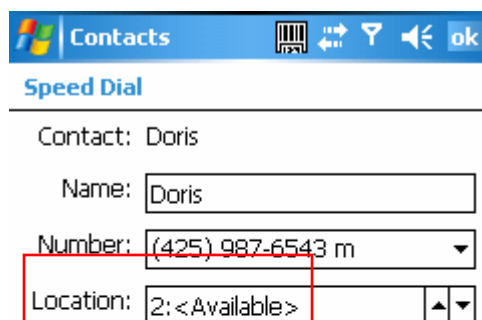 Contacts
ok
Speed Dial
Contact: Doris
Name: Doris
Number: (425) 987-6543 m
Location: 2:<Available>